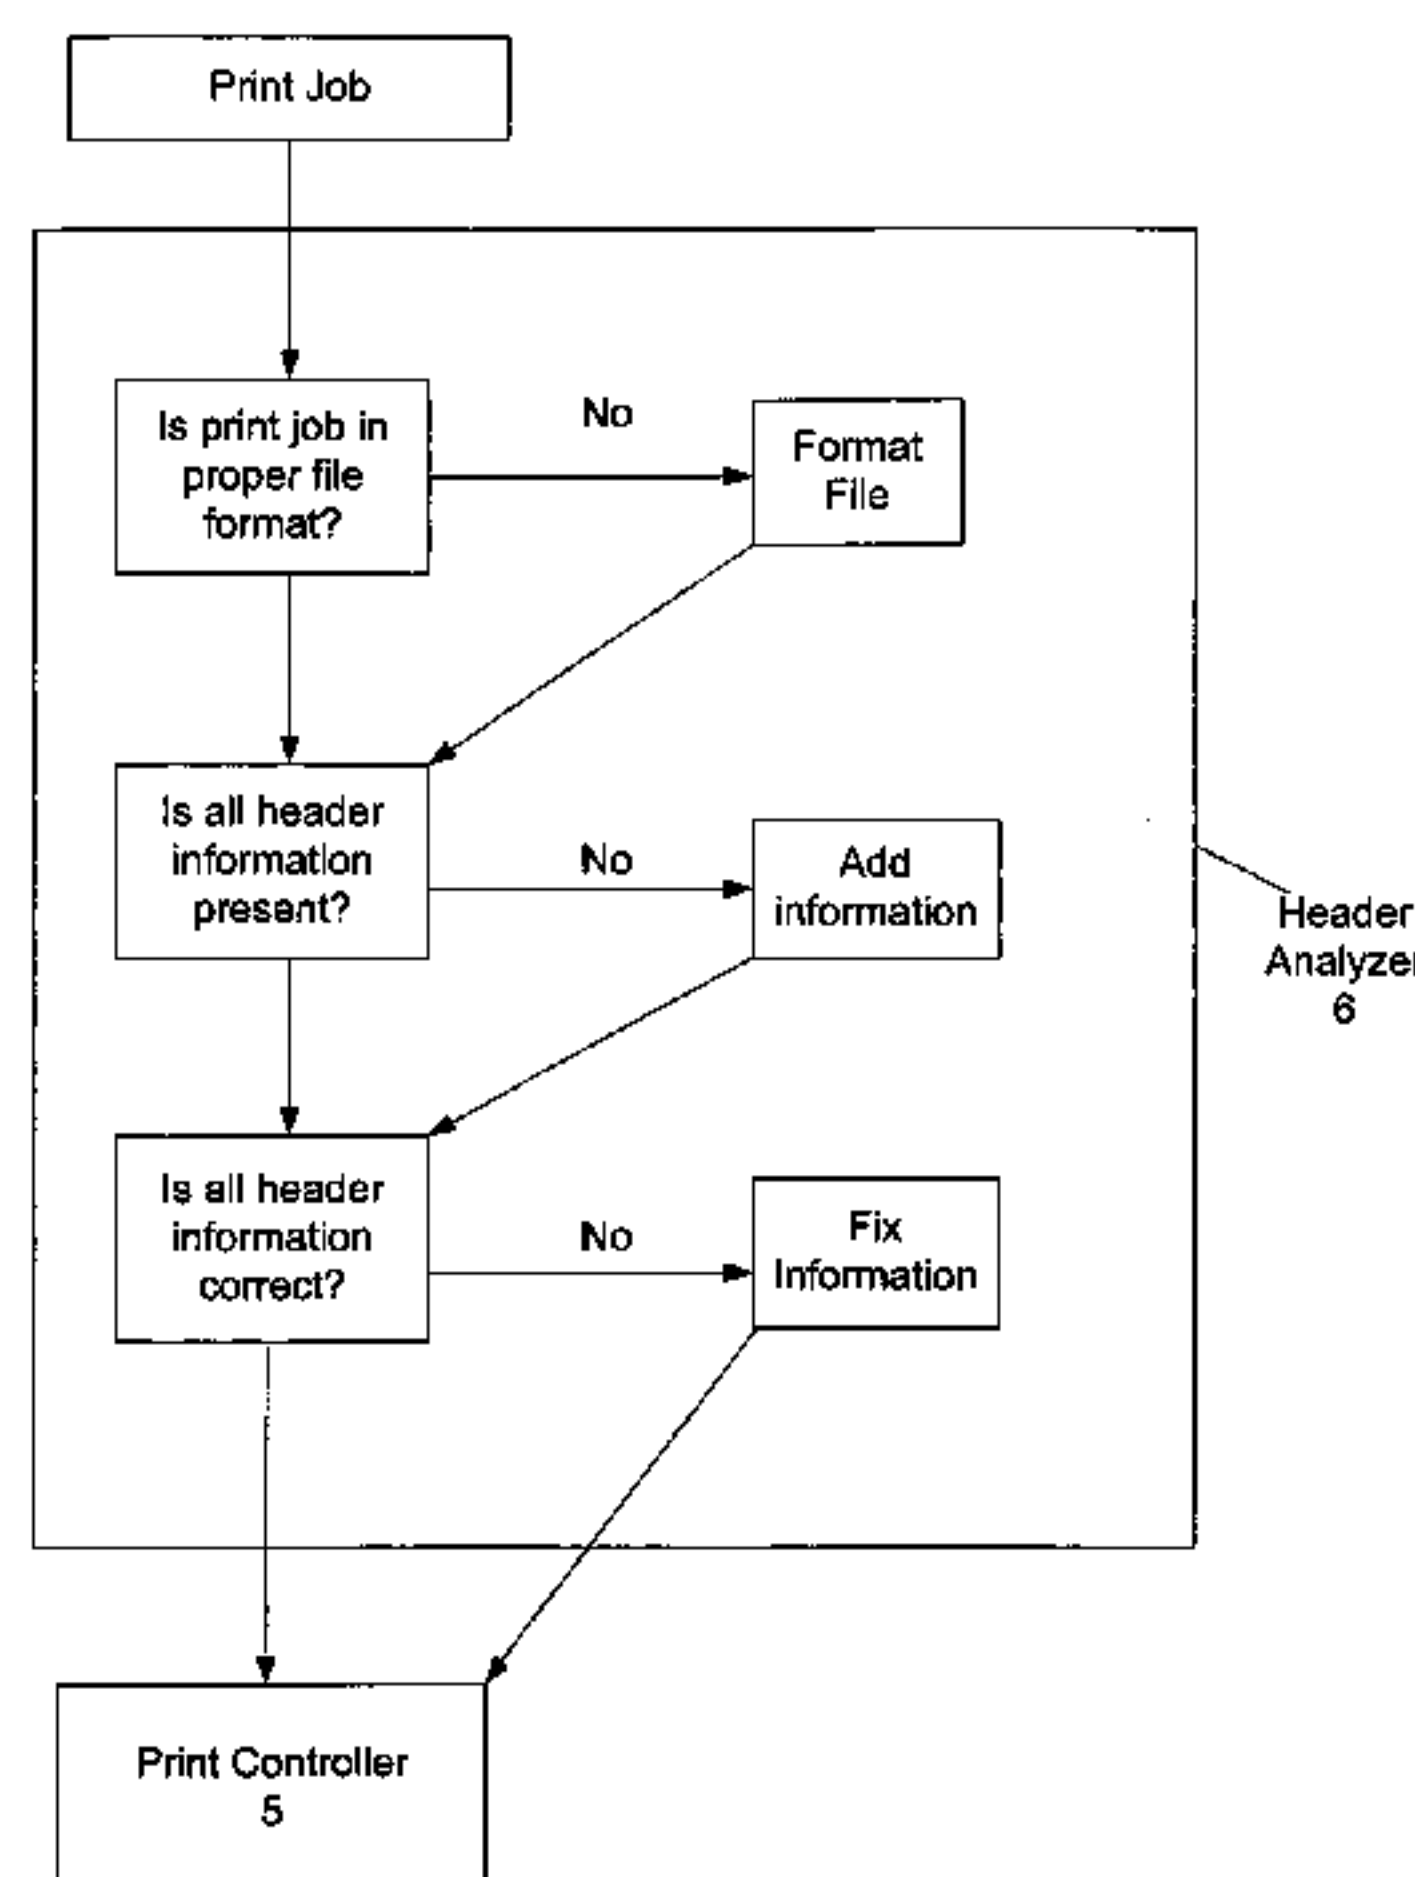 Print Job
Is print job in
proper file
format?
No
Format
File
Is all header
information
present?
No
Add
information
Header
Analyzer
6
Is all header
information
correct?
No
Fix
Information
Print Controller
5